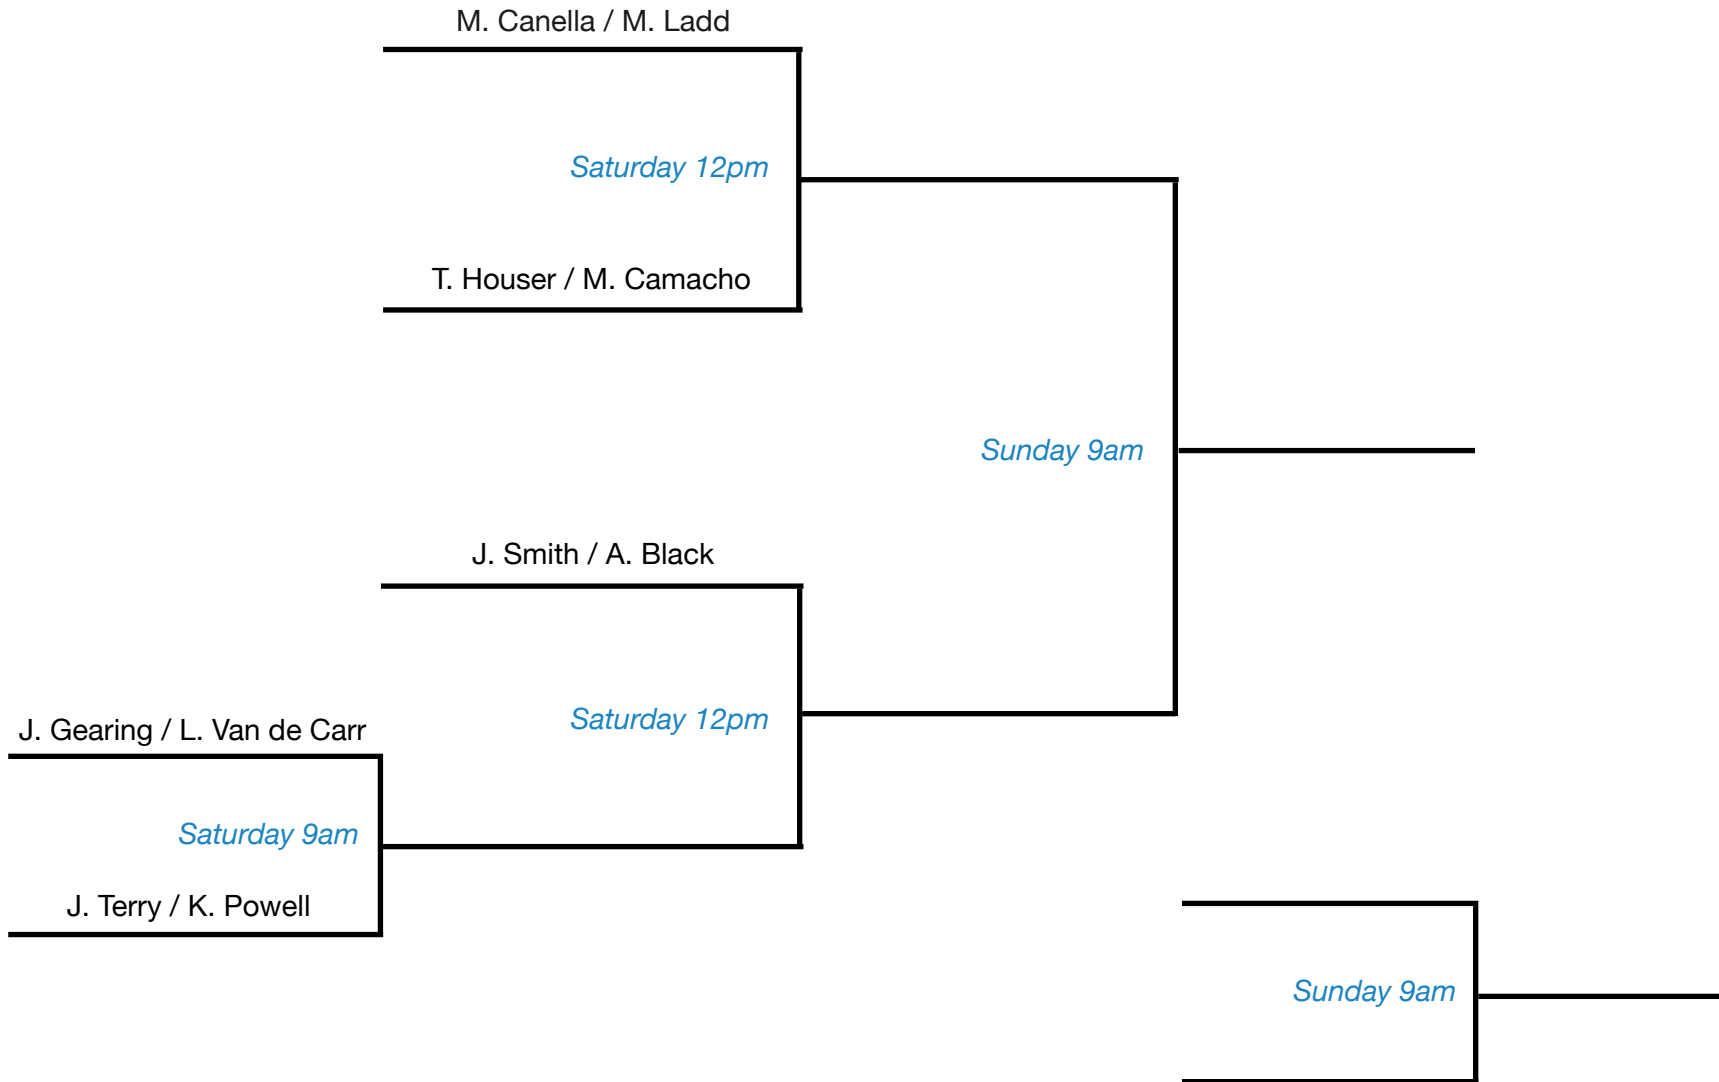 M. Canella / M. Ladd
Saturday 12pm
T. Houser / M. Camacho
Sunday 9am
J. Smith / A. Black
Saturday 12pm
J. Gearing / L. Van de Carr
Saturday 9am
J. Terry / K. Powell
Sunday 9am